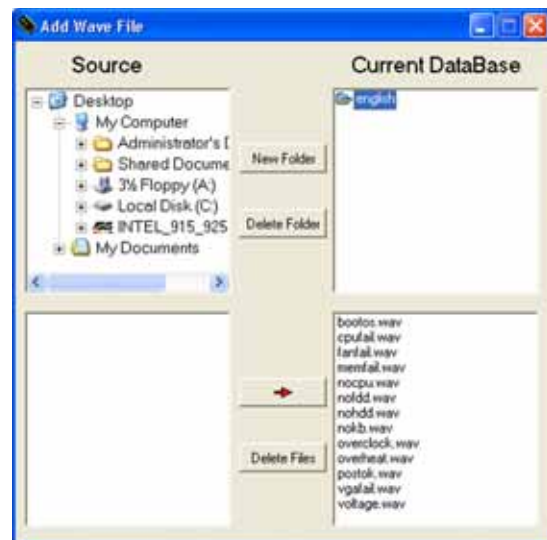 Add Wave File
Source
Current DataBase
Desktop
My Computer
Administrator's D
Shared Docume
3½ Floppy (A:)
Local Disk (C:)
INTEL_915_925
My Documents
New Folder
Delete Folder
english
bootos.wav
cpufail.wav
fanfail.wav
memfail.wav
nocpu.wav
nofdd.wav
nohdd.wav
nokb.wav
overclock.wav
overheat.wav
postok.wav
vgafail.wav
voltage.wav
Delete Files